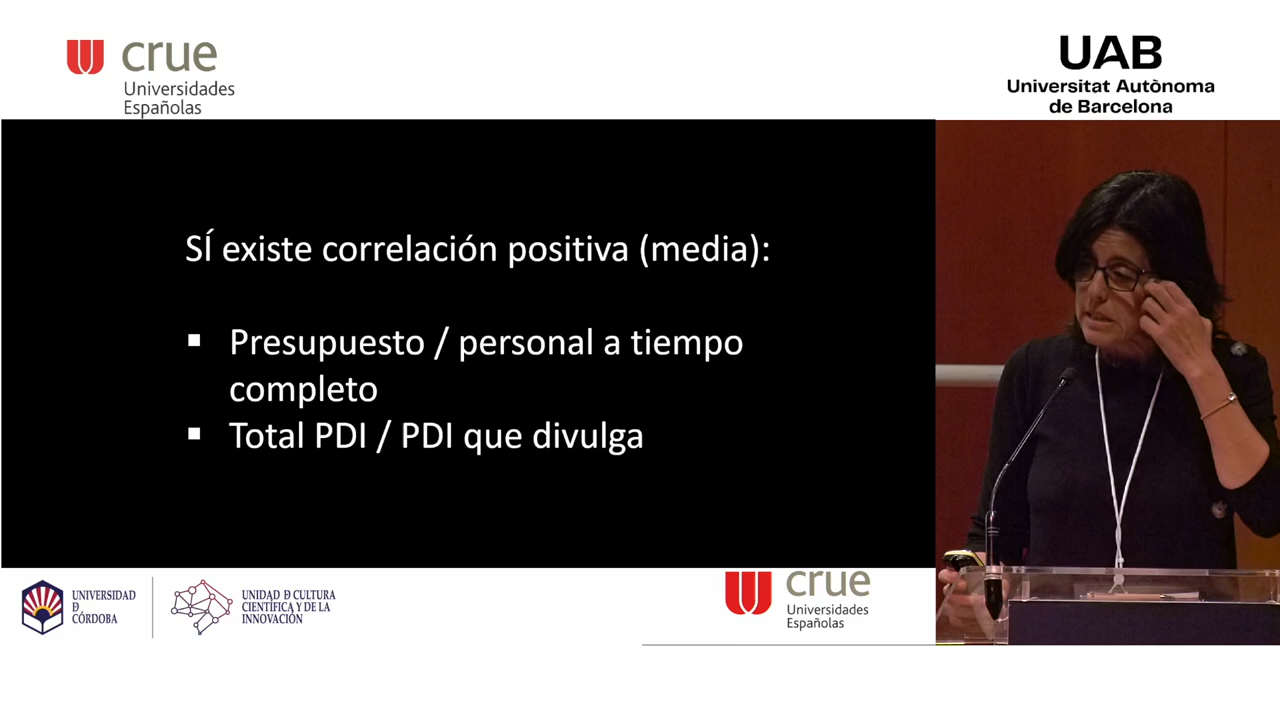 crue
Universidades
Españolas
UAB
Universitat Autònoma
de Barcelona
SÍ existe correlación positiva (media):
▪ Presupuesto / personal a tiempo
completo
▪ Total PDI / PDI que divulga
UNIVERSIDAD
Ð
CÓRDOBA
UNIDAD Ð CULTURA
CIENTÍFICA Y DE LA
INNOVACIÓN
crue
Universidades
Españolas